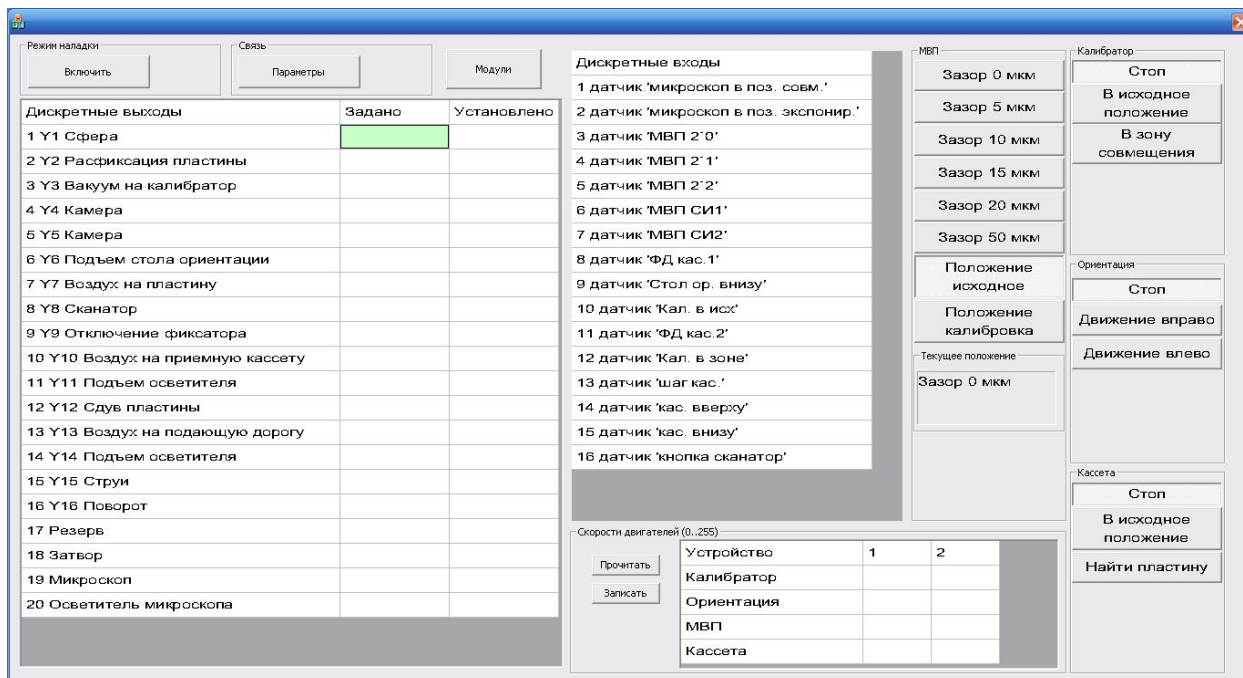 Режим наладки
Включить
Связь
Параметры
Модули
Дискретные выходы Задано Установлено
1 Y1 Сфера
2 Y2 Расфиксация пластины
3 Y3 Вакуум на калибратор
4 Y4 Камера
5 Y5 Камера
6 Y6 Подъем стола ориентации
7 Y7 Воздух на пластину
8 Y8 Сканатор
9 Y9 Отключение фиксатора
10 Y10 Воздух на приемную кассету
11 Y11 Подъем осветителя
12 Y12 Сдув пластины
13 Y13 Воздух на подающую дорогу
14 Y14 Подъем осветителя
15 Y15 Струи
16 Y16 Поворот
17 Резерв
18 Затвор
19 Микроскоп
20 Осветитель микроскопа
Дискретные входы
1 датчик 'микроскоп в поз. совм.'
2 датчик 'микроскоп в поз. экспонир.'
3 датчик 'МВП 2ˆ0'
4 датчик 'МВП 2ˆ1'
5 датчик 'МВП 2ˆ2'
6 датчик 'МВП СИ1'
7 датчик 'МВП СИ2'
8 датчик 'ФД кас.1'
9 датчик 'Стол ор. внизу'
10 датчик 'Кал. в исх'
11 датчик 'ФД кас.2'
12 датчик 'Кал. в зоне'
13 датчик 'шаг кас.'
14 датчик 'кас. вверху'
15 датчик 'кас. внизу'
16 датчик 'кнопка сканатор'
Скорости двигателей (0..255)
Прочитать
Записать
Устройство 1 2
Калибратор
Ориентация
МВП
Кассета
МВП
Зазор 0 мкм
Зазор 5 мкм
Зазор 10 мкм
Зазор 15 мкм
Зазор 20 мкм
Зазор 50 мкм
Положение
исходное
Положение
калибровка
Текущее положение
Зазор 0 мкм
Калибратор
Стоп
В исходное
положение
В зону
совмещения
Ориентация
Стоп
Движение вправо
Движение влево
Кассета
Стоп
В исходное
положение
Найти пластину